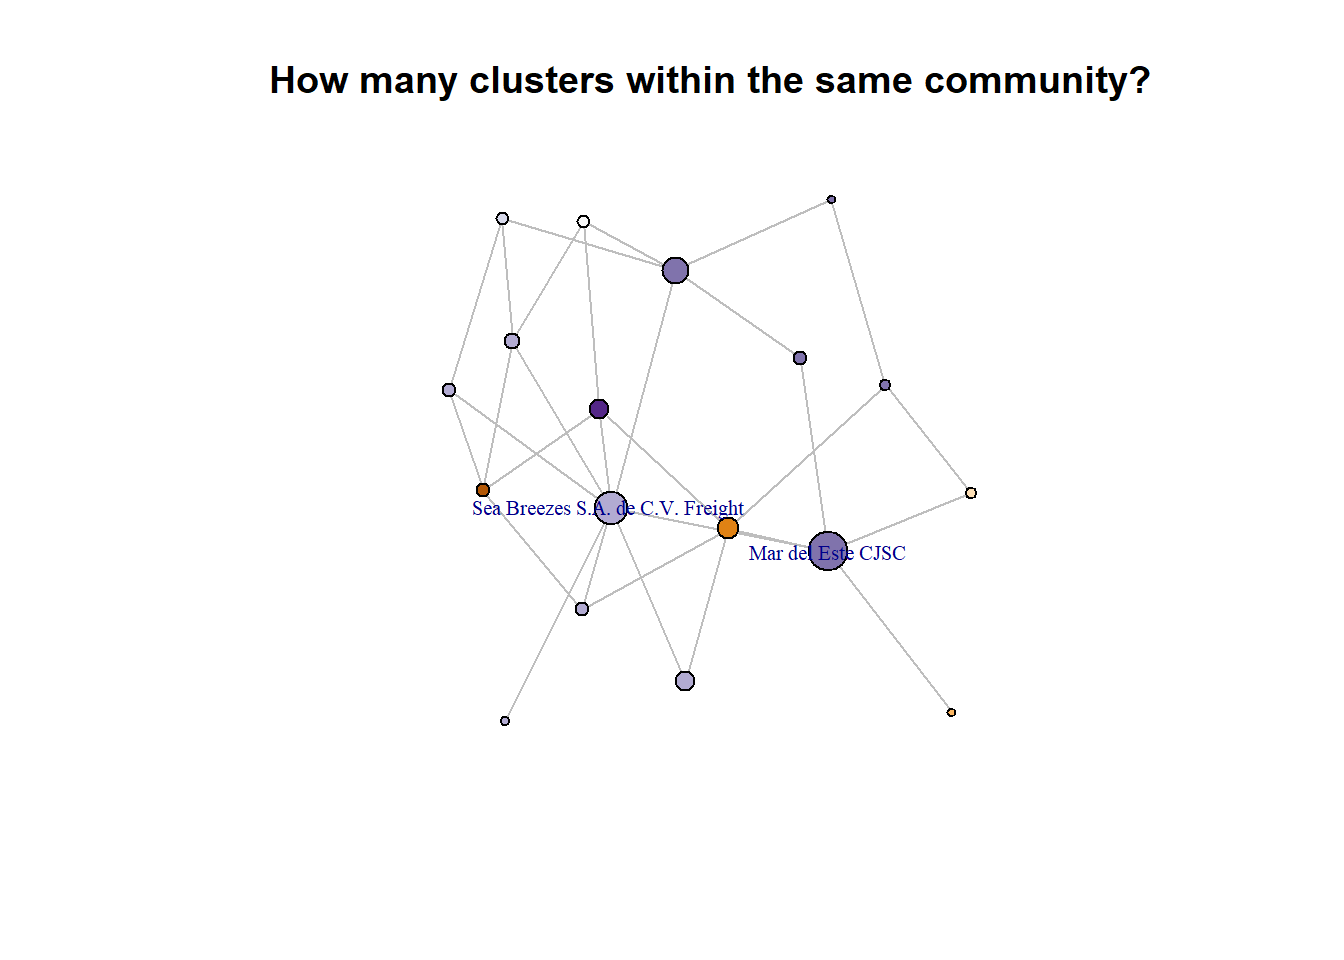 How many clusters within the same community?
Sea Breezes S.A. de C.V. Freight
Mar del Este CJSC